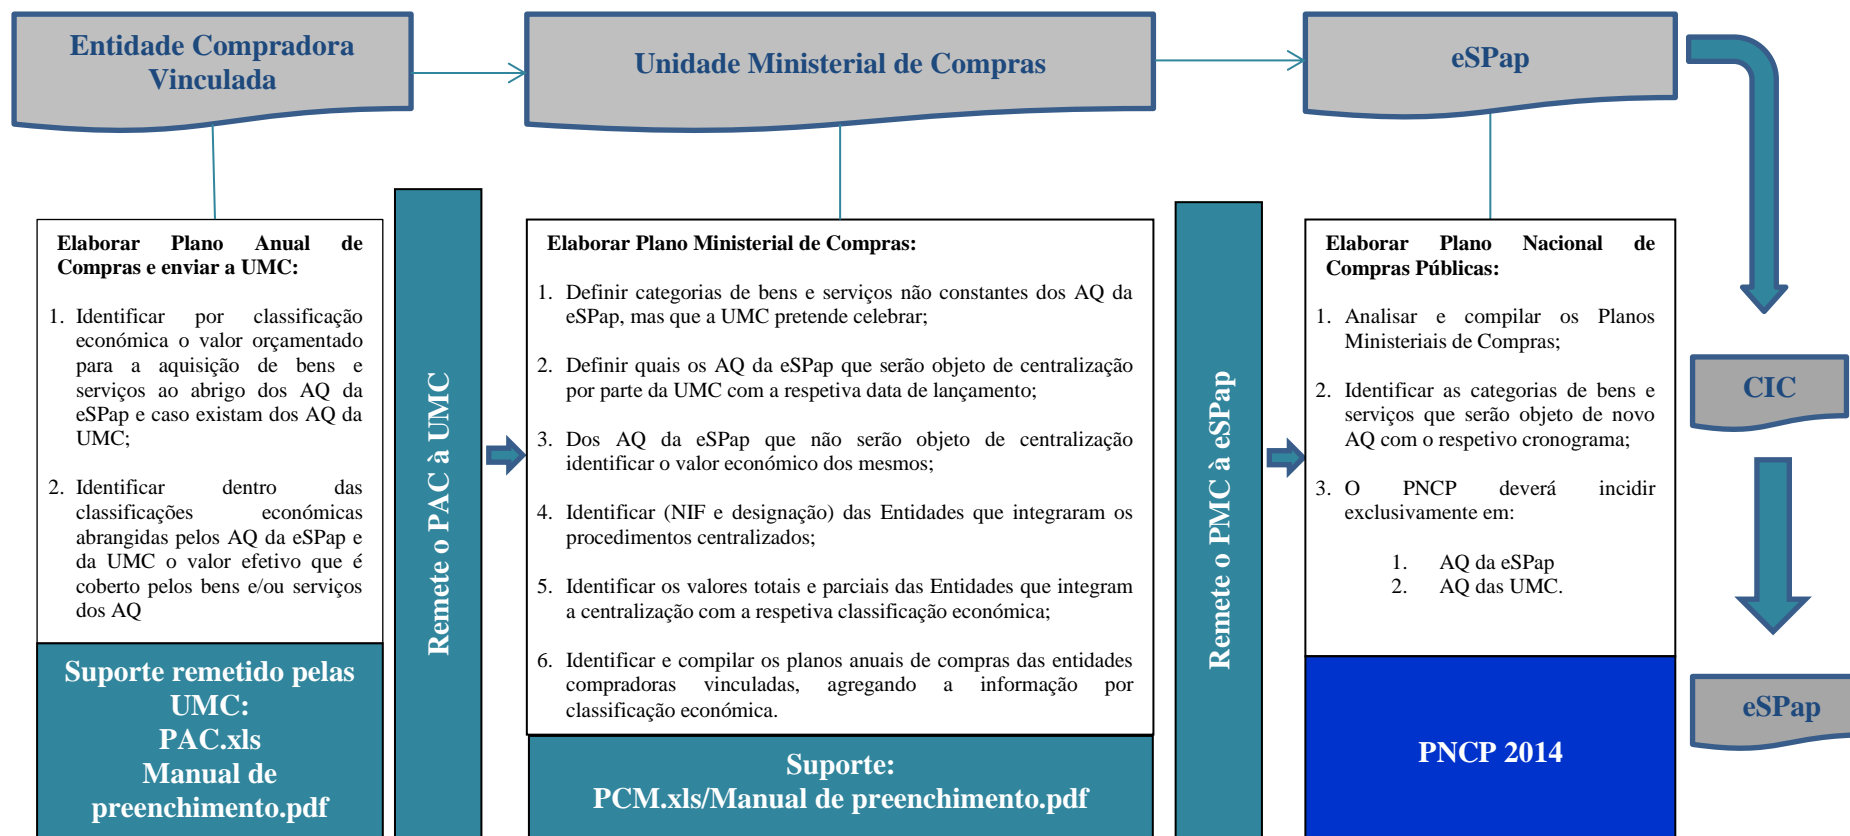 Entidade Compradora
Vinculada
Unidade Ministerial de Compras
eSPap
Elaborar Plano Anual de
Compras e enviar a UMC:
1. Identificar por classificação
económica o valor orçamentado
para a aquisição de bens e
serviços ao abrigo dos AQ da
eSPap e caso existam dos AQ da
UMC;
2. Identificar dentro das
classificações económicas
abrangidas pelos AQ da eSPap e
da UMC o valor efetivo que é
coberto pelos bens e/ou serviços
dos AQ
Suporte remetido pelas
UMC:
PAC.xls
Manual de
preenchimento.pdf
Remete o PAC à UMC
Elaborar Plano Ministerial de Compras:
1. Definir categorias de bens e serviços não constantes dos AQ da
eSPap, mas que a UMC pretende celebrar;
2. Definir quais os AQ da eSPap que serão objeto de centralização
por parte da UMC com a respetiva data de lançamento;
3. Dos AQ da eSPap que não serão objeto de centralização
identificar o valor económico dos mesmos;
4. Identificar (NIF e designação) das Entidades que integraram os
procedimentos centralizados;
5. Identificar os valores totais e parciais das Entidades que integram
a centralização com a respetiva classificação económica;
6. Identificar e compilar os planos anuais de compras das entidades
compradoras vinculadas, agregando a informação por
classificação económica.
Suporte:
PCM.xls/Manual de preenchimento.pdf
Remete o PMC à eSPap
Elaborar Plano Nacional de
Compras Públicas:
1. Analisar e compilar os Planos
Ministeriais de Compras;
2. Identificar as categorias de bens e
serviços que serão objeto de novo
AQ com o respetivo cronograma;
3. O PNCP deverá incidir
exclusivamente em:
1. AQ da eSPap
2. AQ das UMC.
PNCP 2014
CIC
eSPap